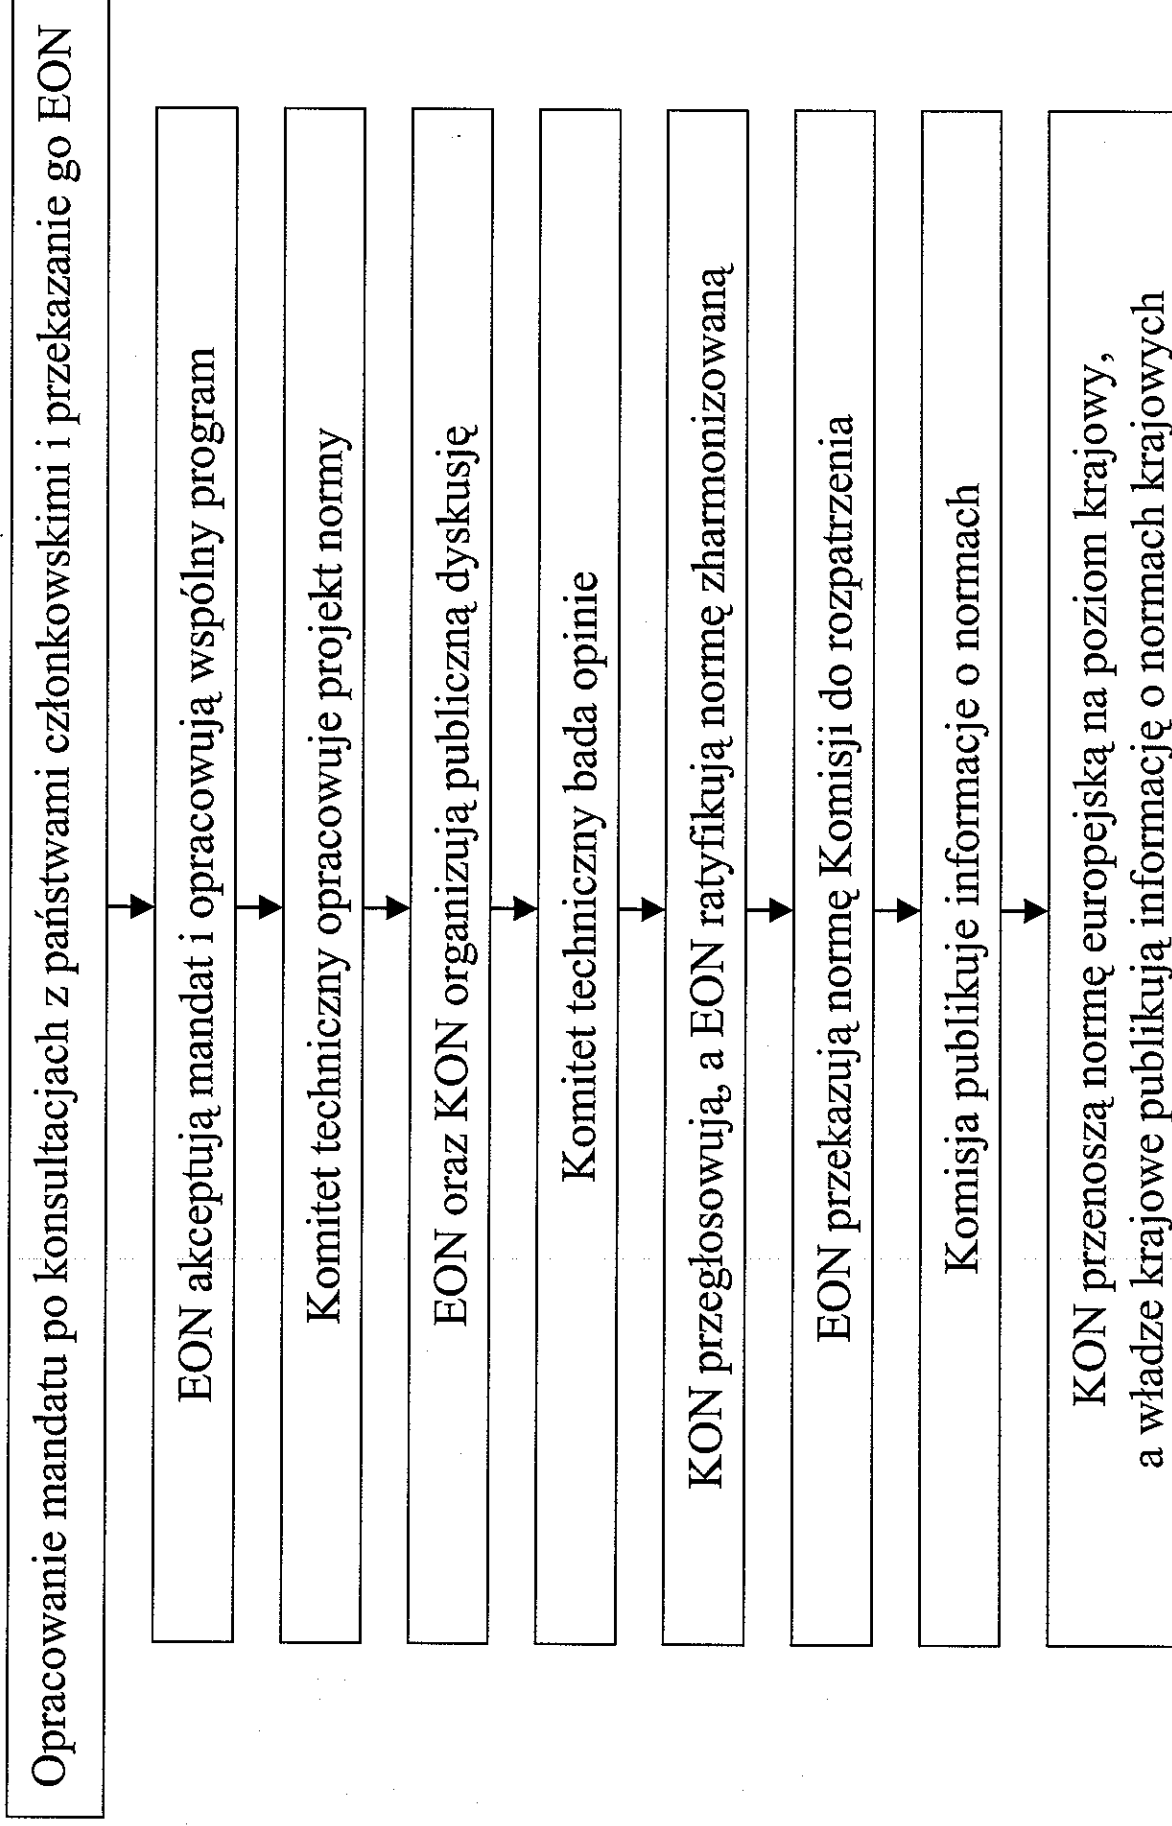 Opracowanie mandatu po konsultacjach z państwami członkowskimi i przekazanie go EON
EON akceptują mandat i opracowują wspólny program
Komitet techniczny opracowuje projekt normy
EON oraz KON organizują publiczną dyskusję
Komitet techniczny bada opinie
KON przegłosowują, a EON ratyfikują normę zharmonizowaną
EON przekazują normę Komisji do rozpatrzenia
Komisja publikuje informacje o normach
KON przenoszą normę europejską na poziom krajowy,
a władze krajowe publikują informację o normach krajowych